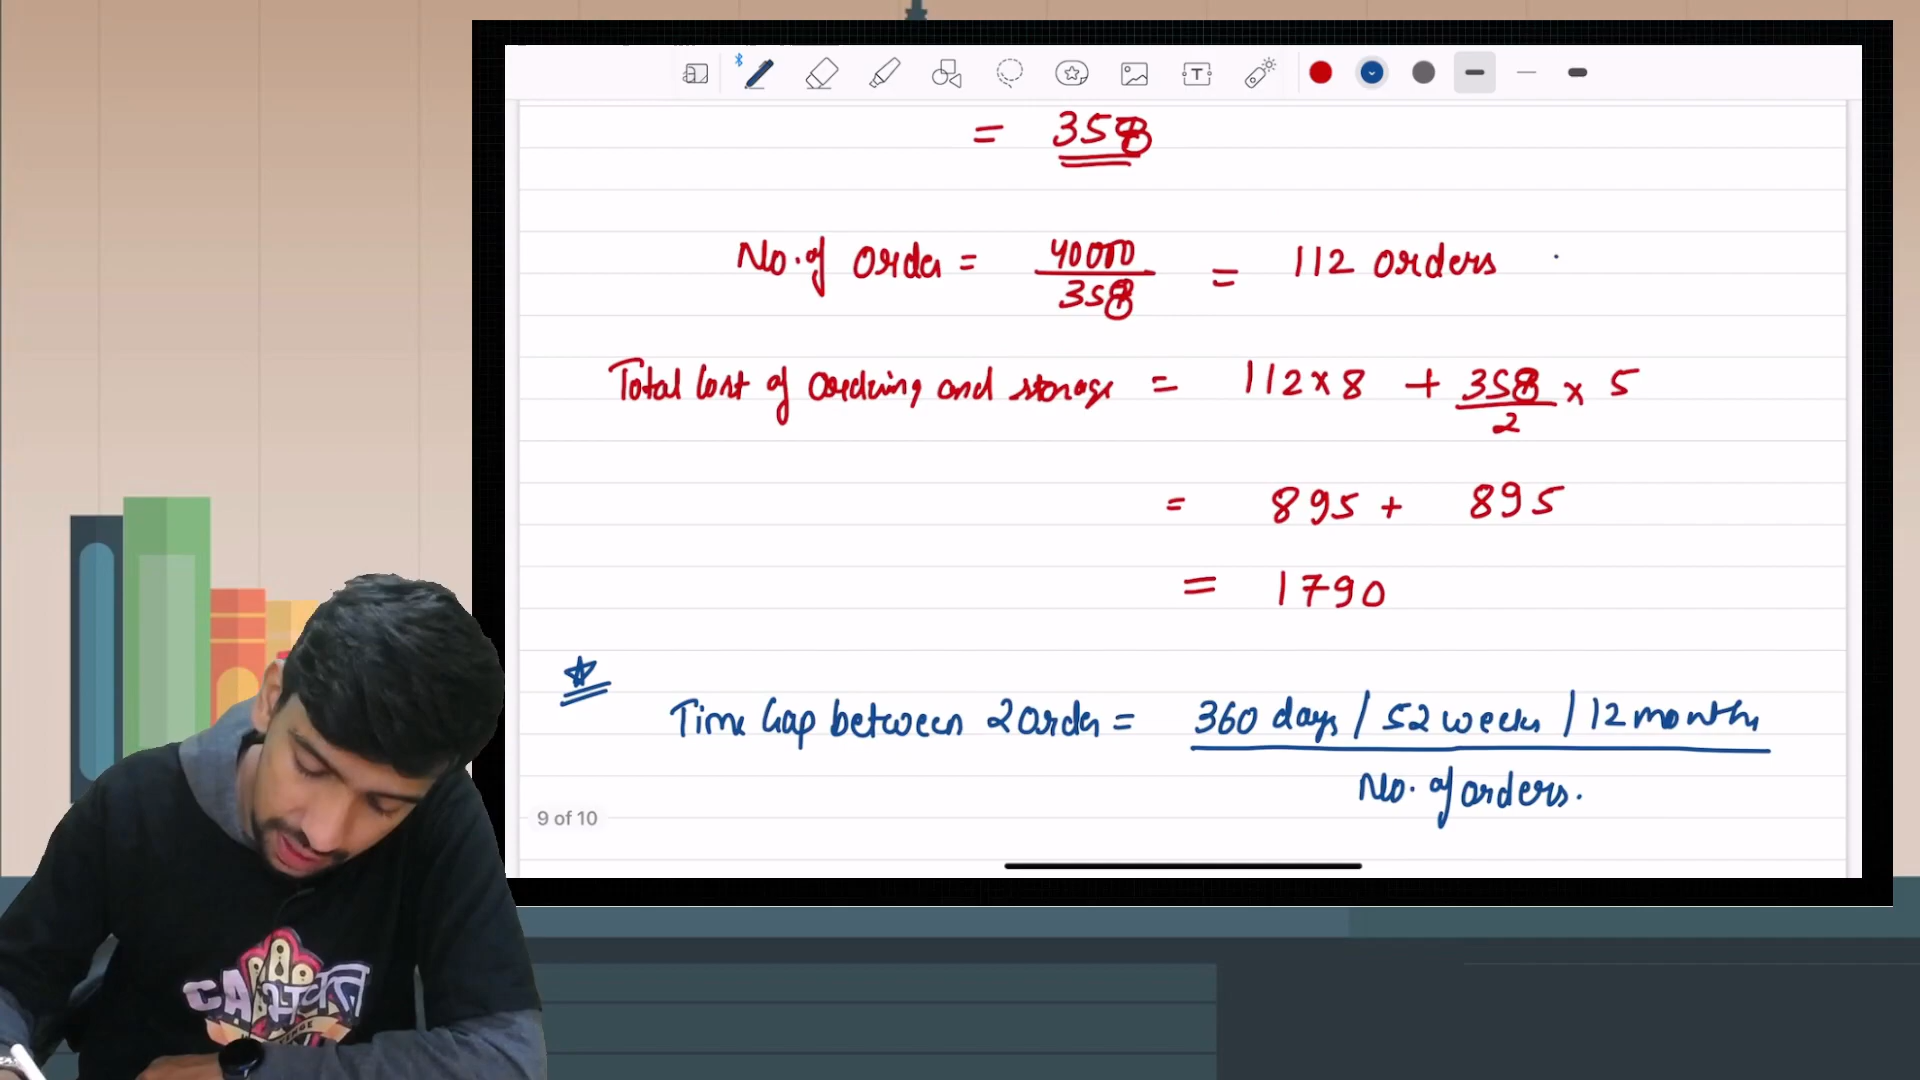 = 358
No. of Order = 40000 / 358 = 112 orders
Total Cost of ordering and storage = 112 × 8 + 358/2 × 5
= 895 + 895
= 1790
Time Gap between 2 Order = 360 days / 52 weeks / 12 months
No. of orders.
9 of 10
CA भक्त